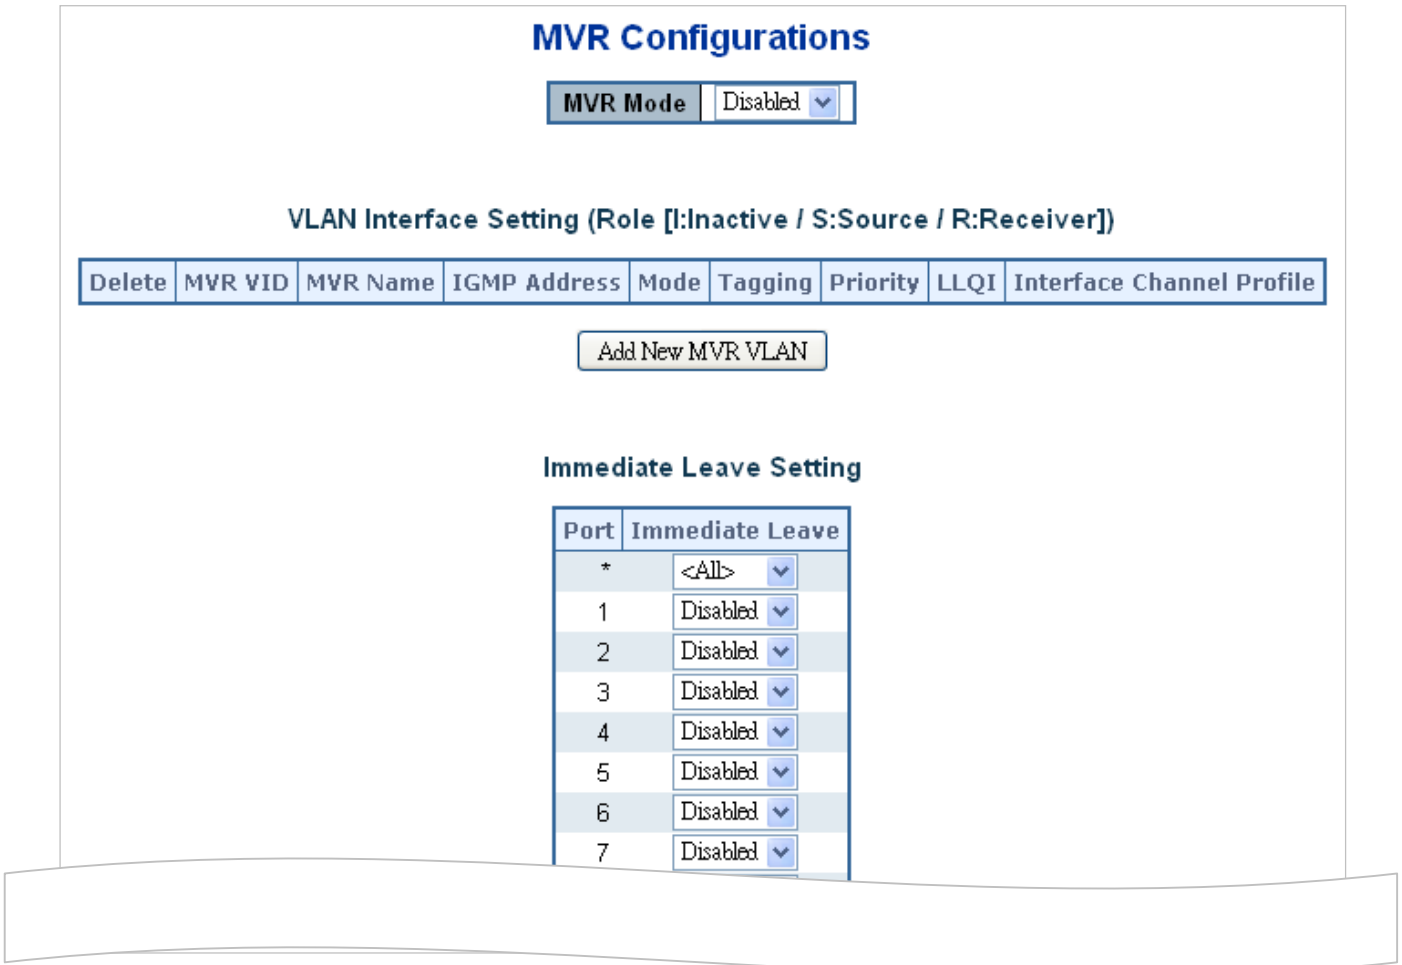 MVR Configurations
MVR Mode Disabled
VLAN Interface Setting (Role [I:Inactive / S:Source / R:Receiver])
Delete MVR VID MVR Name IGMP Address Mode Tagging Priority LLQI Interface Channel Profile
Add New MVR VLAN
Immediate Leave Setting
Port Immediate Leave
* <All>
1 Disabled
2 Disabled
3 Disabled
4 Disabled
5 Disabled
6 Disabled
7 Disabled